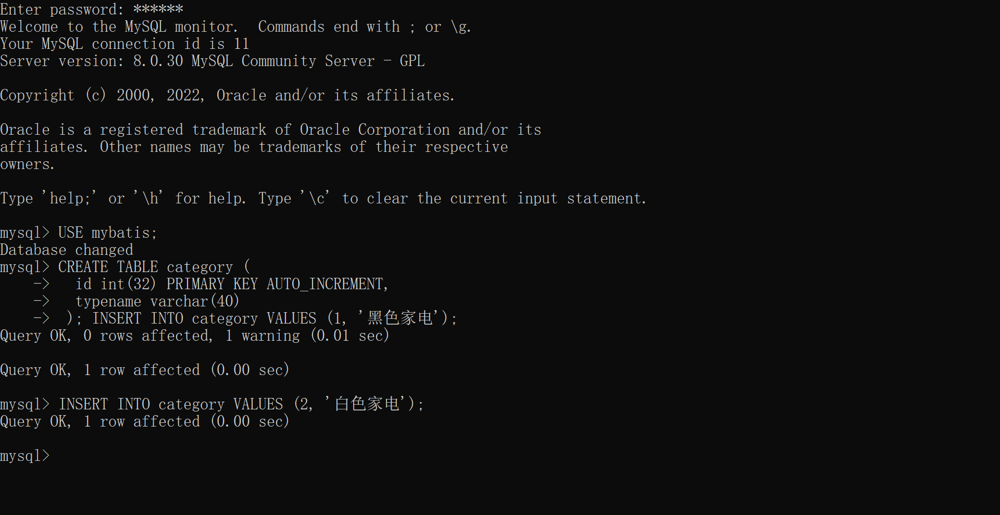 Enter password: ******
Welcome to the MySQL monitor.  Commands end with ; or \g.
Your MySQL connection id is 11
Server version: 8.0.30 MySQL Community Server - GPL
Copyright (c) 2000, 2022, Oracle and/or its affiliates.
Oracle is a registered trademark of Oracle Corporation and/or its
affiliates. Other names may be trademarks of their respective
owners.
Type 'help;' or '\h' for help. Type '\c' to clear the current input statement.
mysql> USE mybatis;
Database changed
mysql> CREATE TABLE category (
    ->   id int(32) PRIMARY KEY AUTO_INCREMENT,
    ->   typename varchar(40)
    ->  ); INSERT INTO category VALUES (1, '黑色家电');
Query OK, 0 rows affected, 1 warning (0.01 sec)
Query OK, 1 row affected (0.00 sec)
mysql> INSERT INTO category VALUES (2, '白色家电');
Query OK, 1 row affected (0.00 sec)
mysql>